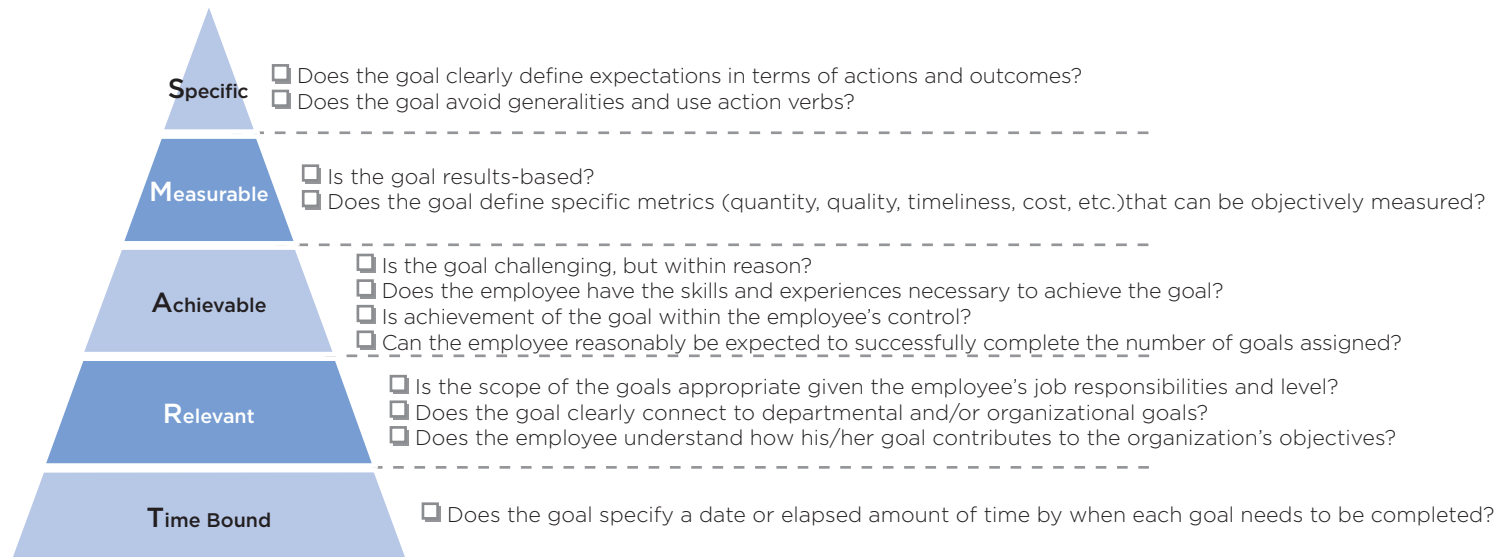 Specific
❏ Does the goal clearly define expectations in terms of actions and outcomes?
❏ Does the goal avoid generalities and use action verbs?
Measurable
❏ Is the goal results-based?
❏ Does the goal define specific metrics (quantity, quality, timeliness, cost, etc.)that can be objectively measured?
Achievable
❏ Is the goal challenging, but within reason?
❏ Does the employee have the skills and experiences necessary to achieve the goal?
❏ Is achievement of the goal within the employee’s control?
❏ Can the employee reasonably be expected to successfully complete the number of goals assigned?
Relevant
❏ Is the scope of the goals appropriate given the employee’s job responsibilities and level?
❏ Does the goal clearly connect to departmental and/or organizational goals?
❏ Does the employee understand how his/her goal contributes to the organization’s objectives?
Time Bound
❏ Does the goal specify a date or elapsed amount of time by when each goal needs to be completed?